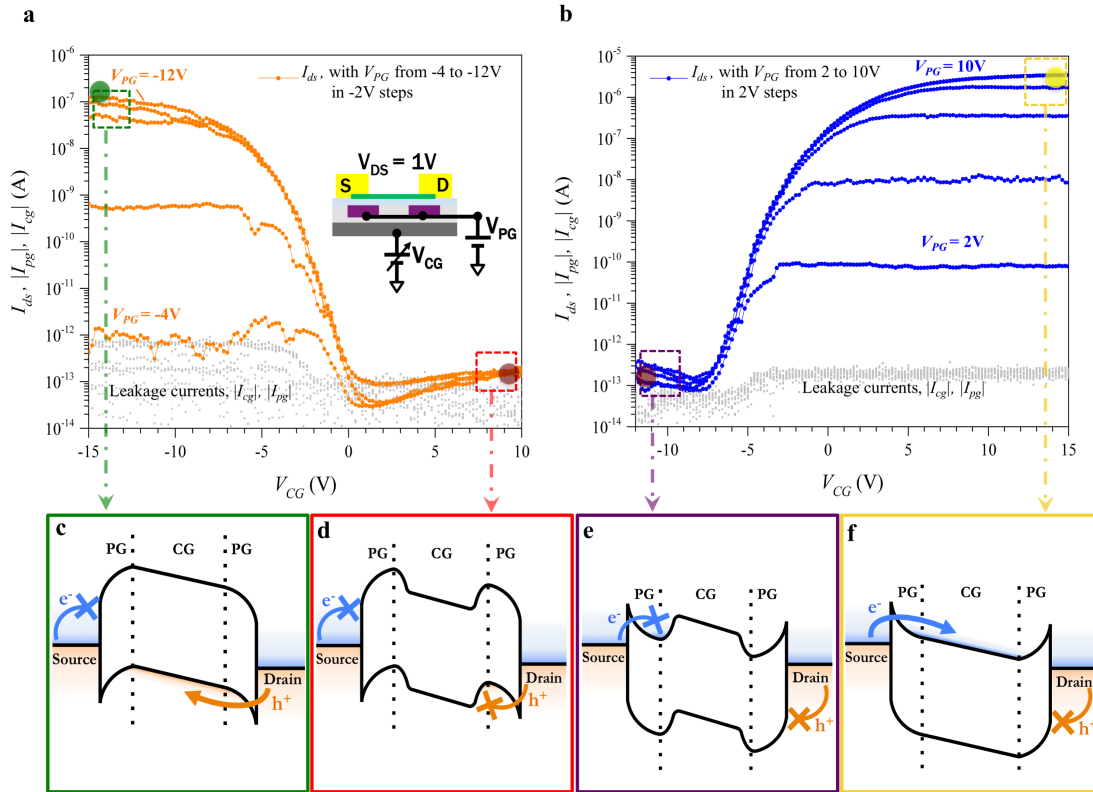 a
b
10⁻⁶
10⁻⁷
10⁻⁸
10⁻⁹
10⁻¹⁰
10⁻¹¹
10⁻¹²
10⁻¹³
10⁻¹⁴
I_ds , |I_pg|, |I_cg| (A)
V_PG = -12V
I_ds , with V_PG from -4 to -12V
in -2V steps
V_DS = 1V
S
D
V_PG
V_CG
V_PG = -4V
Leakage currents, |I_cg|, |I_pg|
-15
-10
-5
0
5
10
V_CG (V)
10⁻⁵
10⁻⁶
10⁻⁷
10⁻⁸
10⁻⁹
10⁻¹⁰
10⁻¹¹
10⁻¹²
10⁻¹³
10⁻¹⁴
I_ds , |I_pg|, |I_cg| (A)
I_ds , with V_PG from 2 to 10V
in 2V steps
V_PG = 10V
V_PG = 2V
Leakage currents, |I_cg|, |I_pg|
-10
-5
0
5
10
15
V_CG (V)
c
PG
CG
PG
e⁻
Source
Drain
h⁺
d
PG
CG
PG
e⁻
Source
Drain
h⁺
e
PG
CG
PG
e⁻
Source
Drain
h⁺
f
PG
CG
PG
e⁻
Source
Drain
h⁺